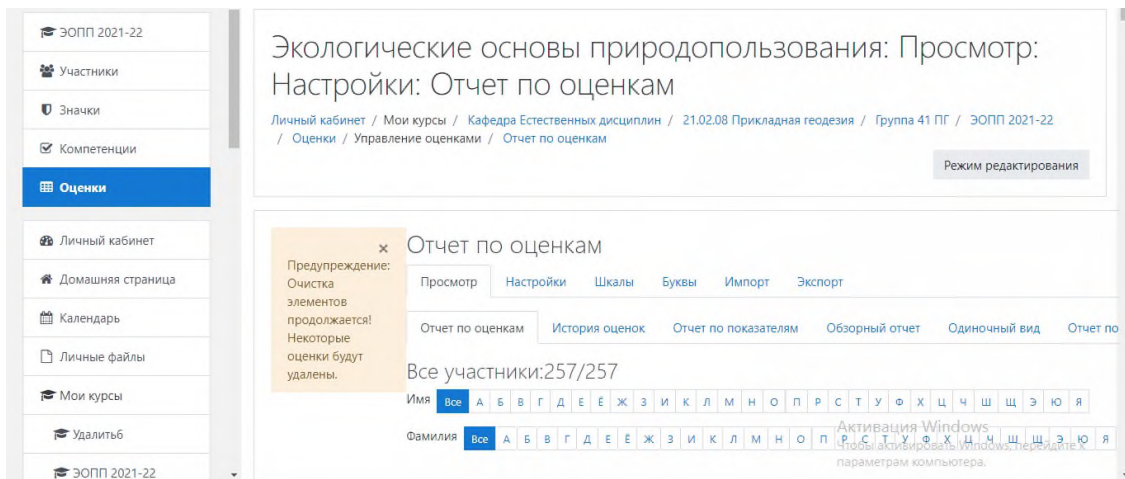 ЭОПП 2021-22
Участники
Значки
Компетенции
Оценки
Личный кабинет
Домашняя страница
Календарь
Личные файлы
Мои курсы
Удалить6
ЭОПП 2021-22
Экологические основы природопользования: Просмотр:
Настройки: Отчет по оценкам
Личный кабинет / Мои курсы / Кафедра Естественных дисциплин / 21.02.08 Прикладная геодезия / Группа 41 ПГ / ЭОПП 2021-22
/ Оценки / Управление оценками / Отчет по оценкам
Режим редактирования
×
Предупреждение:
Очистка
элементов
продолжается!
Некоторые
оценки будут
удалены.
Отчет по оценкам
Просмотр Настройки Шкалы Буквы Импорт Экспорт
Отчет по оценкам История оценок Отчет по показателям Обзорный отчет Одиночный вид Отчет по
Все участники:257/257
Имя Все А Б В Г Д Е Ё Ж З И К Л М Н О П Р С Т У Ф Х Ц Ч Ш Щ Э Ю Я
Фамилия Все А Б В Г Д Е Ё Ж З И К Л М Н О П Р С Т У Ф Х Ц Ч Ш Щ Э Ю Я
Активация Windows
Чтобы активировать Windows, перейдите к
параметрам компьютера.